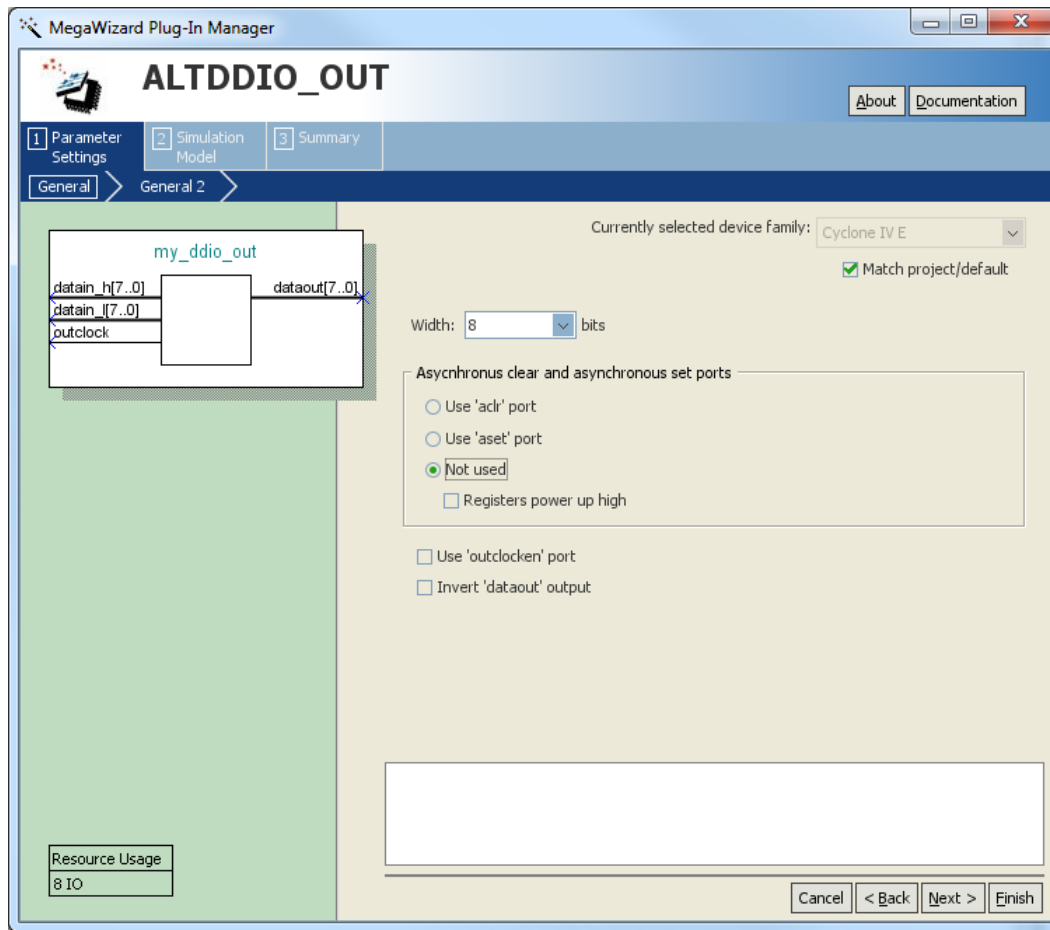 MegaWizard Plug-In Manager
ALTDDIO_OUT
About Documentation
1 Parameter Settings
2 Simulation Model
3 Summary
General General 2
Currently selected device family: Cyclone IV E
Match project/default
my_ddio_out
datain_h[7..0] dataout[7..0]
datain_l[7..0]
outclock
Width: 8 bits
Asycnhronus clear and asynchronous set ports
Use 'aclr' port
Use 'aset' port
Not used
Registers power up high
Use 'outclocken' port
Invert 'dataout' output
Resource Usage
8 IO
Cancel < Back Next > Finish